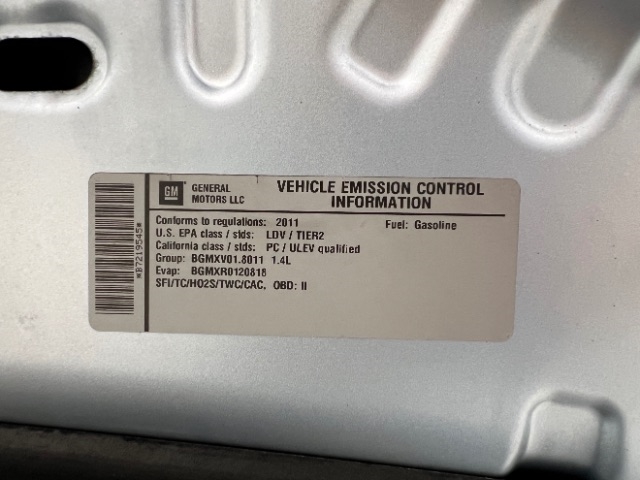 GM GENERAL MOTORS LLC
VEHICLE EMISSION CONTROL
INFORMATION
Conforms to regulations: 2011 Fuel: Gasoline
U.S. EPA class / stds: LDV / TIER2
California class / stds: PC / ULEV qualified
Group: BGMXV01.8011 1.4L
Evap: BGMXR0120818
SFI/TC/HO2S/TWC/CAC, OBD: II
*87219545*